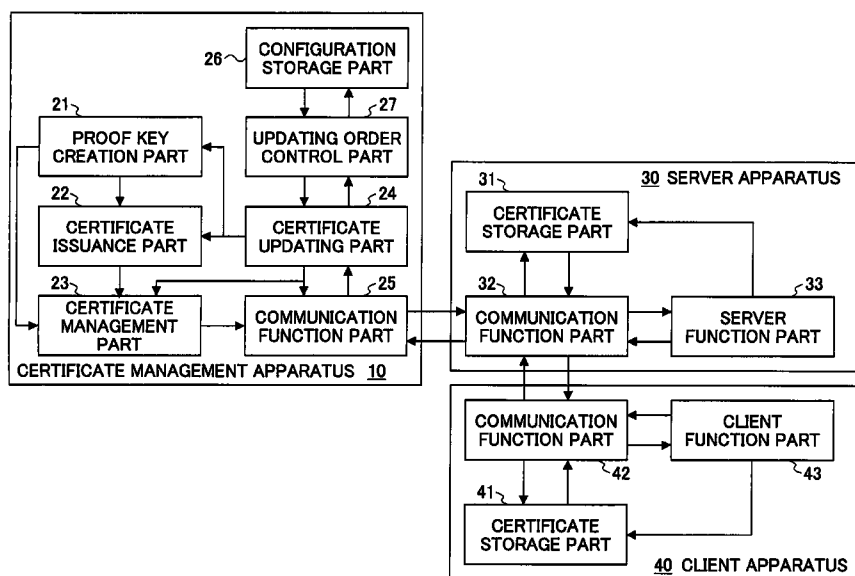 26
CONFIGURATION
STORAGE PART
21
PROOF KEY
CREATION PART
27
UPDATING ORDER
CONTROL PART
22
CERTIFICATE
ISSUANCE PART
24
CERTIFICATE
UPDATING PART
23
CERTIFICATE
MANAGEMENT
PART
25
COMMUNICATION
FUNCTION PART
CERTIFICATE MANAGEMENT APPARATUS 10
30 SERVER APPARATUS
31
CERTIFICATE
STORAGE PART
32
COMMUNICATION
FUNCTION PART
33
SERVER
FUNCTION PART
COMMUNICATION
FUNCTION PART
42
CLIENT
FUNCTION PART
43
41
CERTIFICATE
STORAGE PART
40 CLIENT APPARATUS